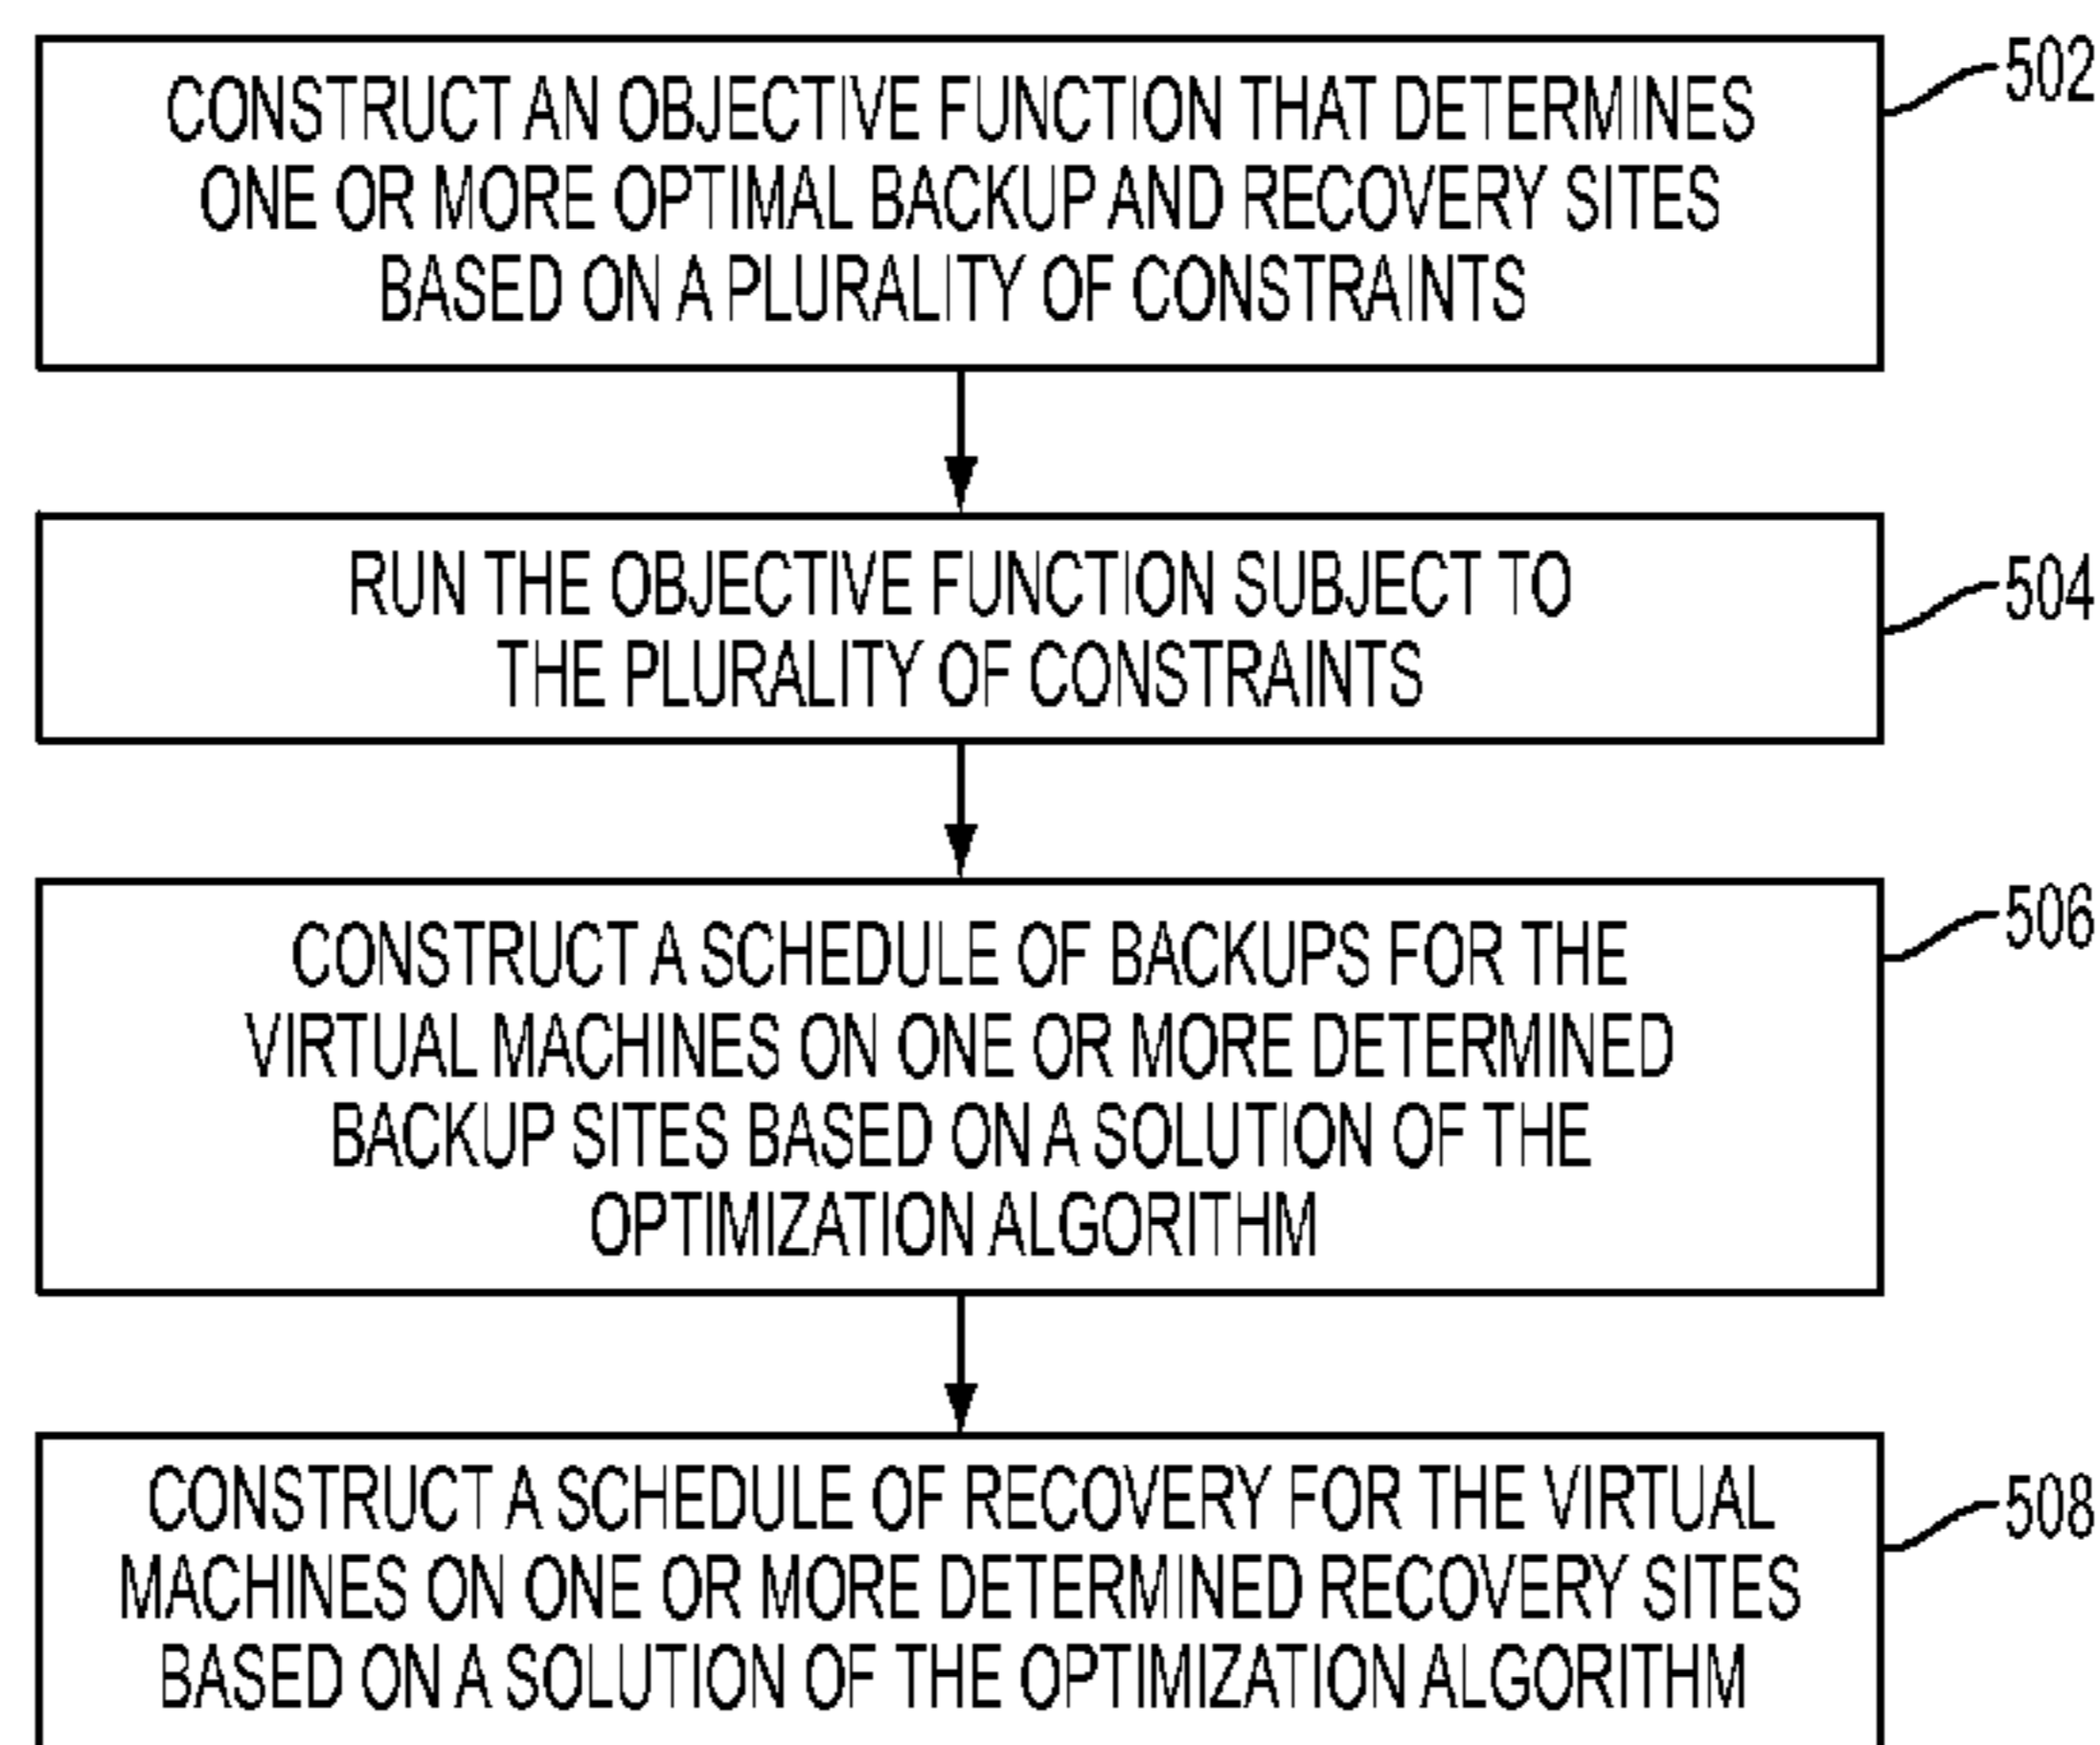 CONSTRUCT AN OBJECTIVE FUNCTION THAT DETERMINES
ONE OR MORE OPTIMAL BACKUP AND RECOVERY SITES
BASED ON A PLURALITY OF CONSTRAINTS
502
RUN THE OBJECTIVE FUNCTION SUBJECT TO
THE PLURALITY OF CONSTRAINTS
504
CONSTRUCT A SCHEDULE OF BACKUPS FOR THE
VIRTUAL MACHINES ON ONE OR MORE DETERMINED
BACKUP SITES BASED ON A SOLUTION OF THE
OPTIMIZATION ALGORITHM
506
CONSTRUCT A SCHEDULE OF RECOVERY FOR THE VIRTUAL
MACHINES ON ONE OR MORE DETERMINED RECOVERY SITES
BASED ON A SOLUTION OF THE OPTIMIZATION ALGORITHM
508